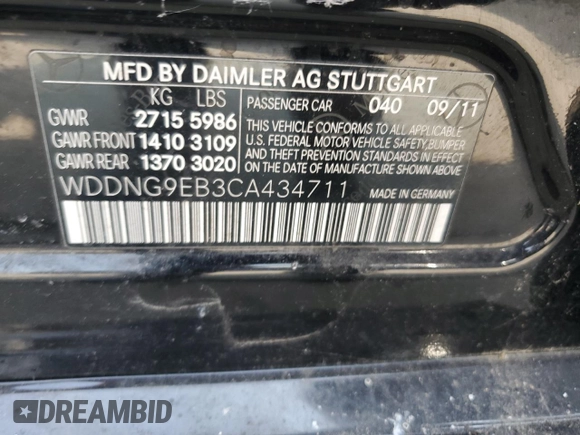 MFD BY DAIMLER AG STUTTGART
KG LBS
GVWR 2715 5986
GAWR FRONT 1410 3109
GAWR REAR 1370 3020
PASSENGER CAR 040 09/11
THIS VEHICLE CONFORMS TO ALL APPLICABLE
U.S. FEDERAL MOTOR VEHICLE SAFETY, BUMPER
AND THEFT PREVENTION STANDARDS IN EFFECT
ON THE DATE OF MANUFACTURE SHOWN ABOVE.
WDDNG9EB3CA434711
MADE IN GERMANY
DREAMBID